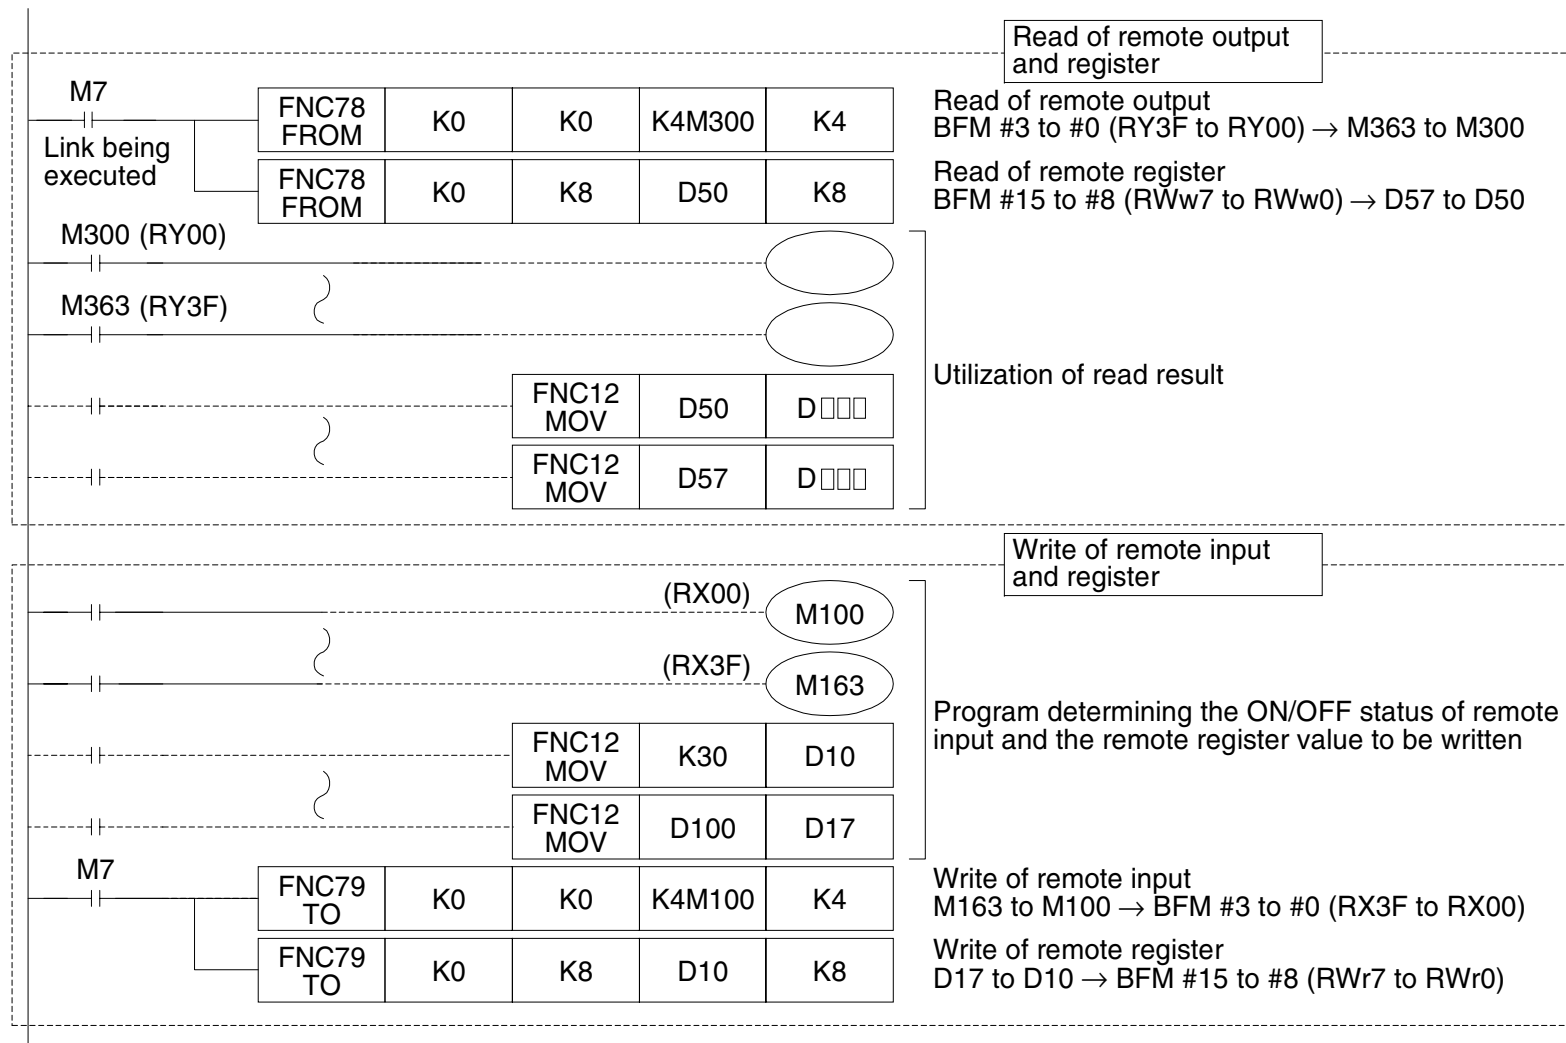 Read of remote output
and register
M7
Link being
executed
FNC78
FROM
K0
K0
K4M300
K4
Read of remote output
BFM #3 to #0 (RY3F to RY00) → M363 to M300
FNC78
FROM
K0
K8
D50
K8
Read of remote register
BFM #15 to #8 (RWw7 to RWw0) → D57 to D50
M300 (RY00)
M363 (RY3F)
FNC12
MOV
D50
D□□□
FNC12
MOV
D57
D□□□
Utilization of read result
Write of remote input
and register
(RX00)
M100
(RX3F)
M163
FNC12
MOV
K30
D10
FNC12
MOV
D100
D17
Program determining the ON/OFF status of remote
input and the remote register value to be written
M7
FNC79
TO
K0
K0
K4M100
K4
Write of remote input
M163 to M100 → BFM #3 to #0 (RX3F to RX00)
FNC79
TO
K0
K8
D10
K8
Write of remote register
D17 to D10 → BFM #15 to #8 (RWr7 to RWr0)